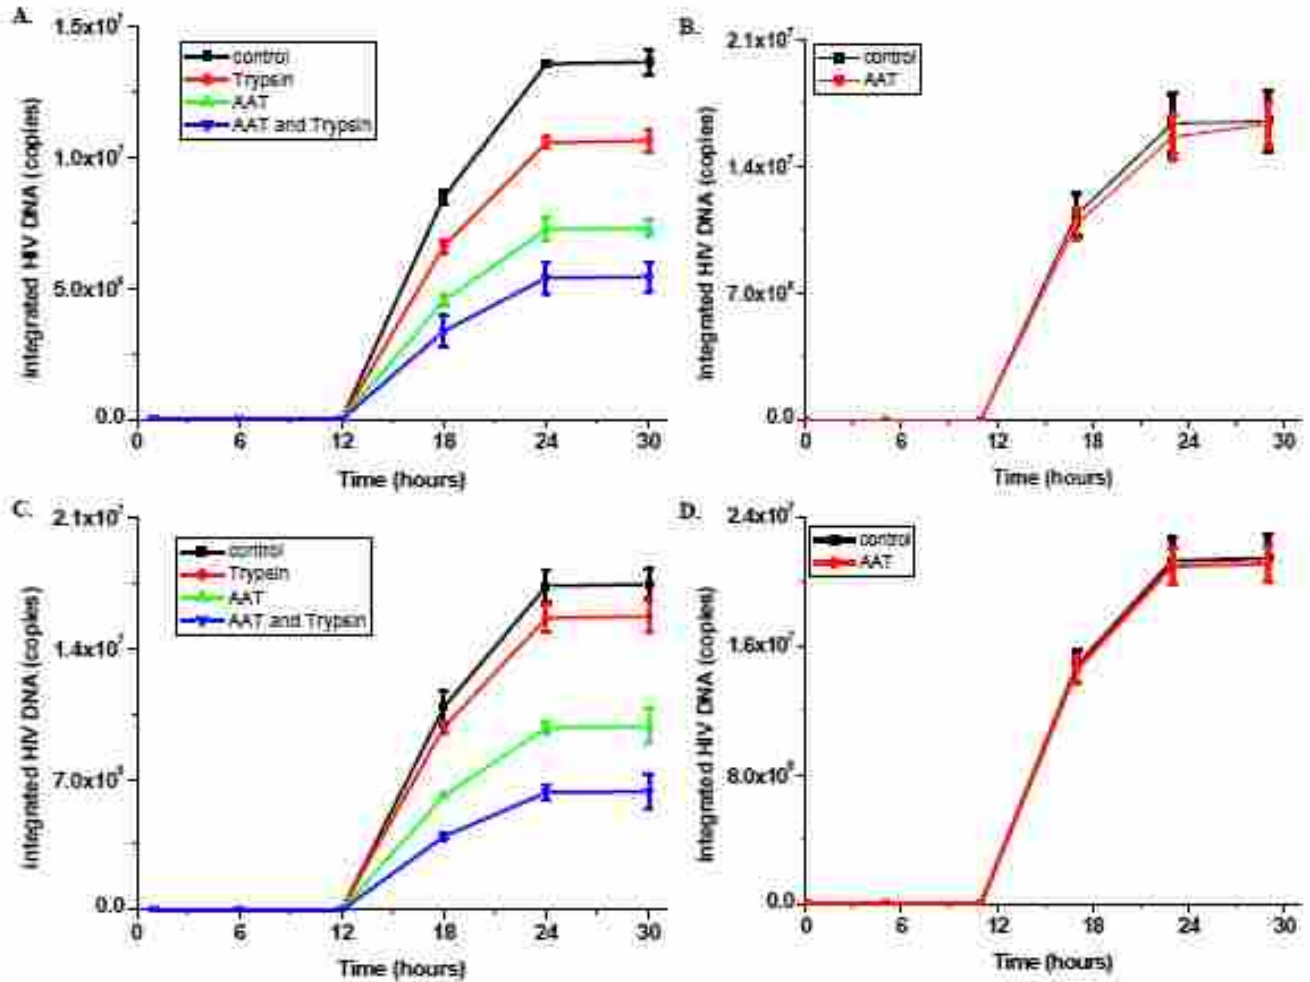 A.
1.5x10⁷
1.0x10⁷
5.0x10⁶
0.0
Integrated HIV DNA (copies)
control
Trypsin
AAT
AAT and Trypsin
0 6 12 18 24 30
Time (hours)
B.
2.1x10⁷
1.4x10⁷
7.0x10⁶
0.0
Integrated HIV DNA (copies)
control
AAT
0 6 12 18 24 30
Time (hours)
C.
2.1x10⁷
1.4x10⁷
7.0x10⁶
0.0
Integrated HIV DNA (copies)
control
Trypsin
AAT
AAT and Trypsin
0 6 12 18 24 30
Time (hours)
D.
2.4x10⁷
1.6x10⁷
8.0x10⁶
0.0
Integrated HIV DNA (copies)
control
AAT
0 6 12 18 24 30
Time (hours)